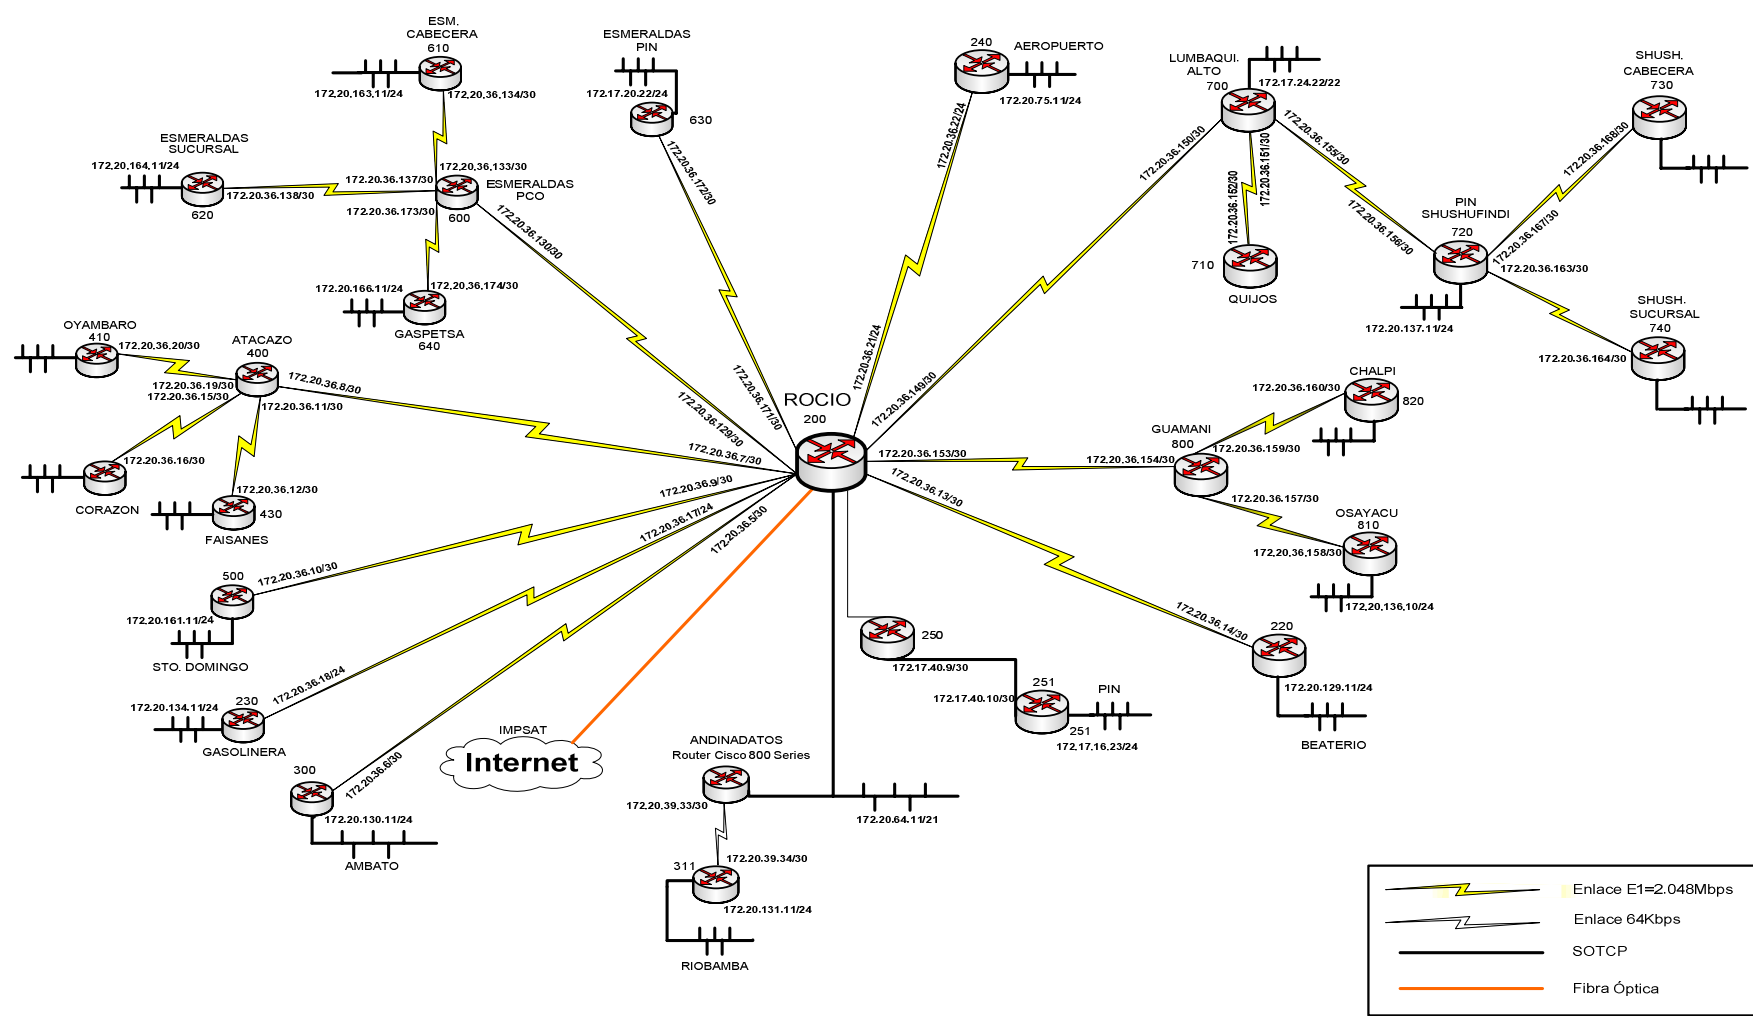 ESM.
CABECERA
610
172.20.163.11/24
172.20.36.134/30
ESMERALDAS
PIN
172.17.20.22/24
630
172.20.36.172/30
172.20.36.171/30
240
AEROPUERTO
172.20.75.11/24
172.20.36.22/24
172.20.36.21/24
LUMBAQUI.
ALTO
700
172.17.24.22/22
172.20.36.150/30
172.20.36.149/30
172.20.36.151/30
172.20.36.152/30
710
QUIJOS
172.20.36.155/30
172.20.36.156/30
SHUSH.
CABECERA
730
172.20.36.168/30
172.20.36.167/30
PIN
SHUSHUFINDI
720
172.20.36.163/30
172.20.137.11/24
SHUSH.
SUCURSAL
740
172.20.36.164/30
ESMERALDAS
SUCURSAL
172.20.164.11/24
172.20.36.138/30
620
172.20.36.133/30
172.20.36.137/30
172.20.36.173/30
ESMERALDAS
PCO
600
172.20.36.130/30
172.20.36.129/30
172.20.166.11/24
172.20.36.174/30
GASPETSA
640
OYAMBARO
410
172.20.36.20/30
ATACAZO
400
172.20.36.19/30
172.20.36.15/30
172.20.36.8/30
172.20.36.11/30
172.20.36.7/30
172.20.36.16/30
CORAZON
172.20.36.12/30
430
FAISANES
ROCIO
200
172.20.36.9/30
172.20.36.17/24
172.20.36.5/30
172.20.36.153/30
172.20.36.13/30
172.20.36.154/30
GUAMANI
800
172.20.36.159/30
172.20.36.160/30
CHALPI
820
172.20.36.157/30
OSAYACU
810
172.20.36.158/30
172.20.136.10/24
500
172.20.36.10/30
172.20.161.11/24
STO. DOMINGO
172.20.36.18/24
172.20.134.11/24
230
GASOLINERA
172.20.36.6/30
300
172.20.130.11/24
AMBATO
IMPSAT
Internet
250
172.17.40.9/30
172.17.40.10/30
251
PIN
251
172.17.16.23/24
172.20.36.14/30
220
172.20.129.11/24
BEATERIO
ANDINADATOS
Router Cisco 800 Series
172.20.39.33/30
172.20.64.11/21
172.20.39.34/30
311
172.20.131.11/24
RIOBAMBA
Enlace E1=2.048Mbps
Enlace 64Kbps
SOTCP
Fibra Óptica